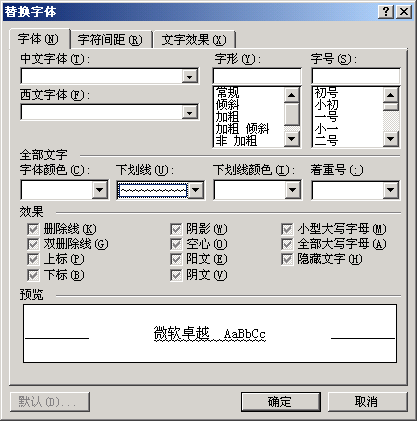 替换字体
字体(N) 字符间距(R) 文字效果(X)
中文字体(T): 字形(Y): 字号(S):
常规 初号
西文字体(F): 倾斜 小初
加粗 一号
加粗 倾斜 小一
非 加粗 二号
全部文字
字体颜色(C): 下划线(U): 下划线颜色(I): 着重号(·)
效果
删除线(K) 阴影(W) 小型大写字母(M)
双删除线(G) 空心(O) 全部大写字母(A)
上标(P) 阳文(E) 隐藏文字(H)
下标(B) 阴文(V)
预览
微软卓越 AaBbCc
默认(D)... 确定 取消